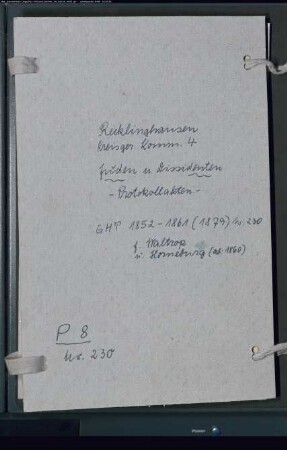 Recklinghausen
Kreisger. Komm. 4
Juden u Dissidenten
- Protokollakten -
GHT 1852-1861 (1879) Nr. 230
f. Waltrop
u. Horneburg (ab 1860)
P 8
Nr. 230